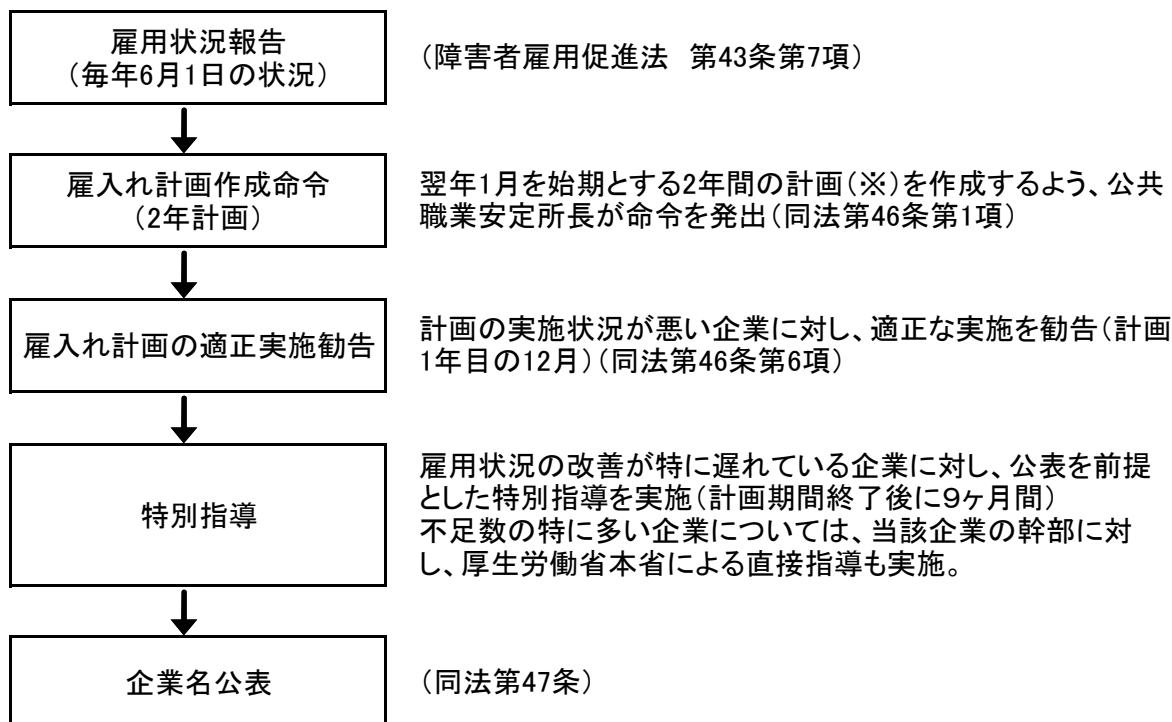 雇用状況報告
（毎年6月1日の状況）
（障害者雇用促進法　第43条第7項）
雇入れ計画作成命令
（2年計画）
翌年1月を始期とする2年間の計画（※）を作成するよう、公共
職業安定所長が命令を発出（同法第46条第1項）
雇入れ計画の適正実施勧告
計画の実施状況が悪い企業に対し、適正な実施を勧告（計画
1年目の12月）（同法第46条第6項）
特別指導
雇用状況の改善が特に遅れている企業に対し、公表を前提
とした特別指導を実施（計画期間終了後に９ヶ月間）
不足数の特に多い企業については、当該企業の幹部に対
し、厚生労働省本省による直接指導も実施。
企業名公表
（同法第47条）